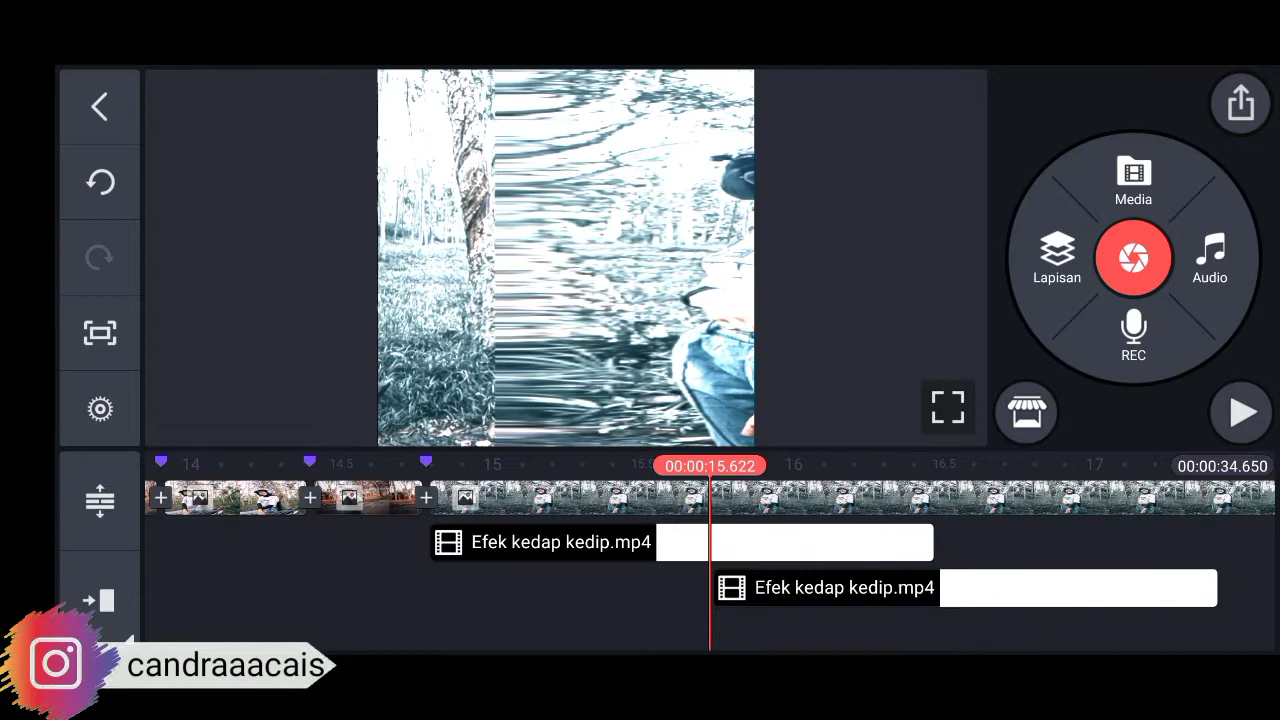 Media
Lapisan
Audio
REC
14
14.5
15
15.5
00:00:15.622
16
16.5
17
00:00:34.650
Efek kedap kedip.mp4
Efek kedap kedip.mp4
candraaacais